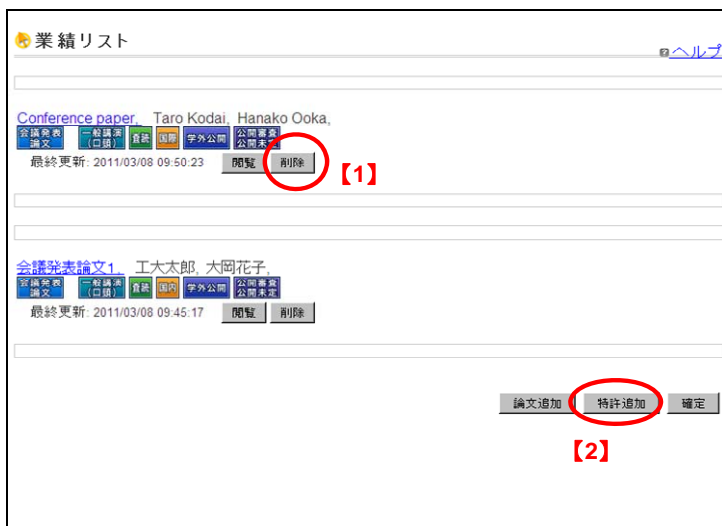 業績リスト
ヘルプ
Conference paper, Taro Kodai, Hanako Ooka,
会議発表論文 一般講演(口頭) 査読 国際 学外公開 公開審査公開未定
最終更新: 2011/03/08 09:50:23 閲覧 削除
【1】
会議発表論文1, 工大太郎, 大岡花子,
会議発表論文 一般講演(口頭) 査読 国内 学外公開 公開審査公開未定
最終更新: 2011/03/08 09:45:17 閲覧 削除
論文追加 特許追加 確定
【2】